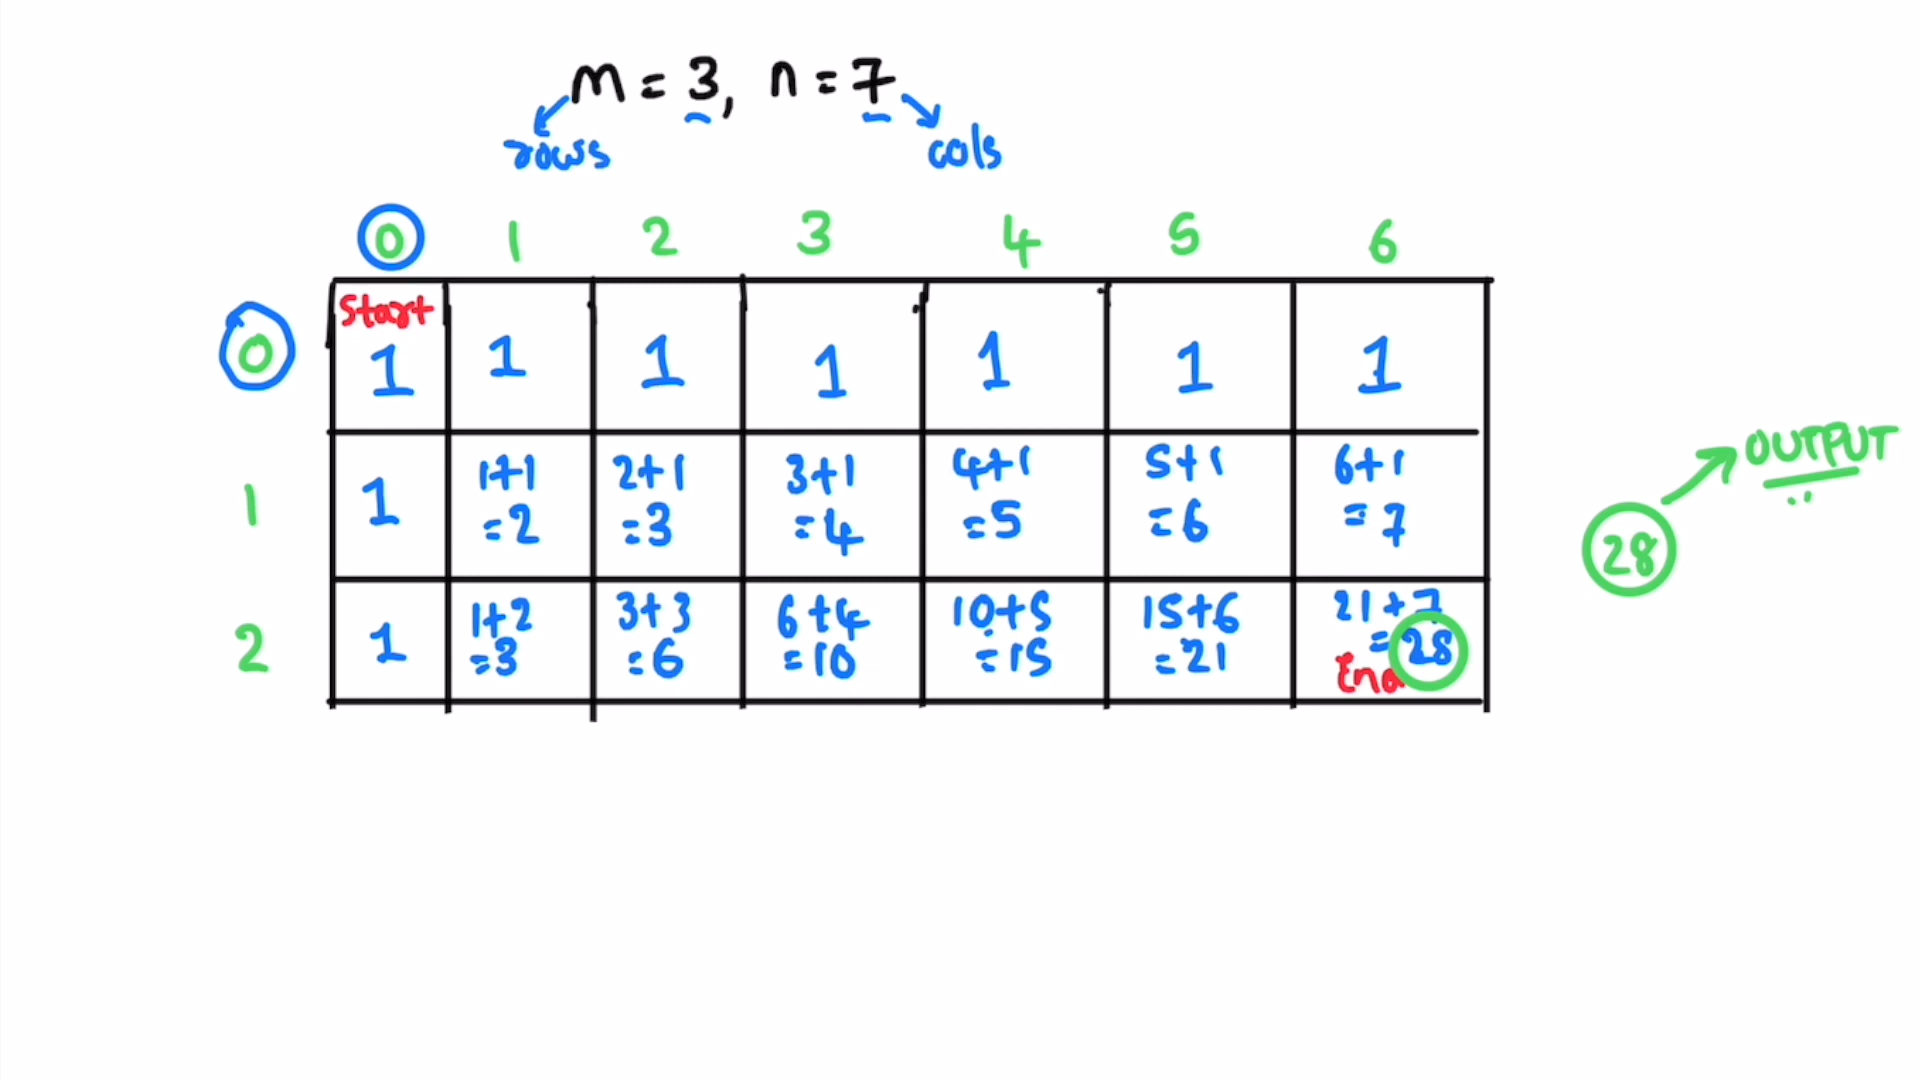 m = 3, n = 7
rows cols
0 1 2 3 4 5 6
Start
0 1 1 1 1 1 1 1
OUTPUT
1 1 1+1 2+1 3+1 4+1 5+1 6+1
=2 =3 =4 =5 =6 =7
28
2 1 1+2 3+3 6+4 10+5 15+6 21+7
=3 =6 =10 =15 =21 =28
End